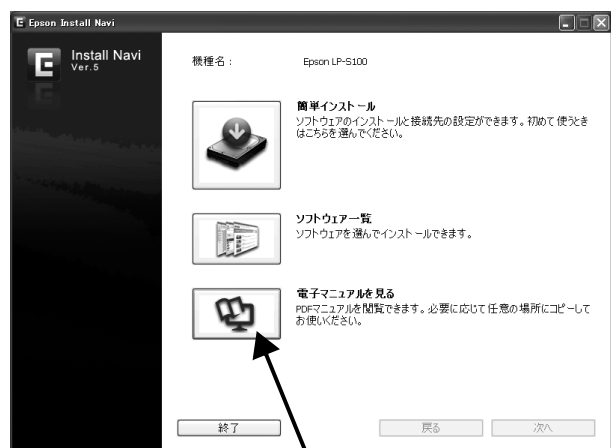 Epson Install Navi
Install Navi
Ver.5
機種名：
Epson LP-S100
簡単インストール
ソフトウェアのインストールと接続先の設定ができます。初めて使うとき
はこちらを選んでください。
ソフトウェア一覧
ソフトウェアを選んでインストールできます。
電子マニュアルを見る
PDFマニュアルを閲覧できます。必要に応じて任意の場所にコピーして
お使いください。
終了
戻る
次へ